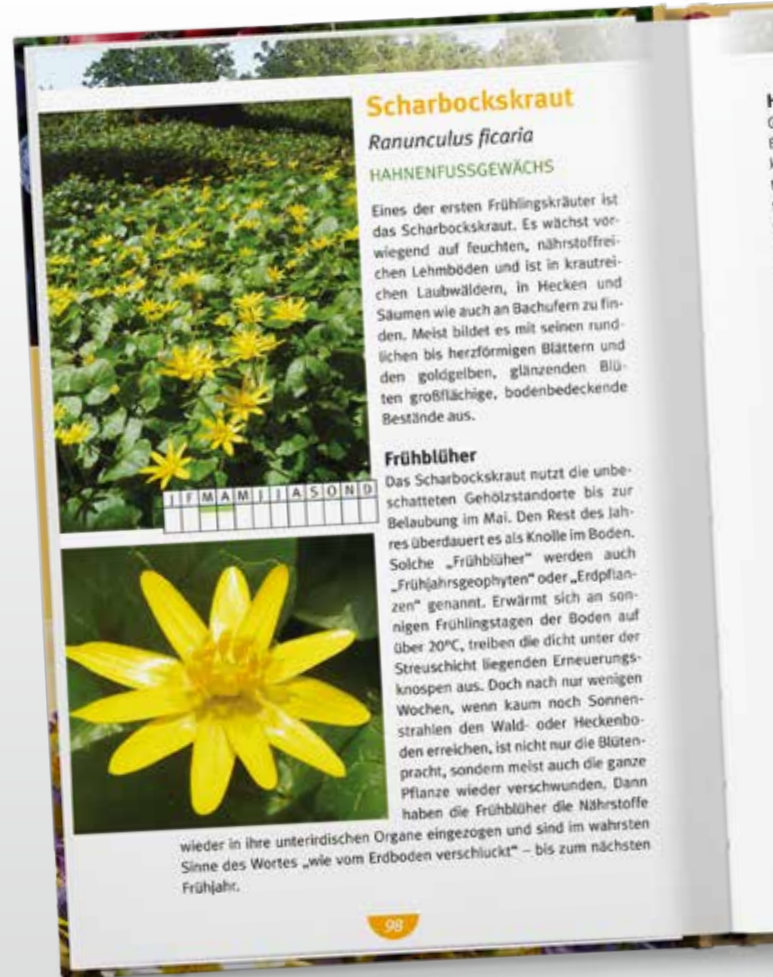 Scharbockskraut
Ranunculus ficaria
HAHNENFUSSGEWÄCHS
Eines der ersten Frühlingskräuter ist
das Scharbockskraut. Es wächst vor-
wiegend auf feuchten, nährstoffrei-
chen Lehmböden und ist in krautrei-
chen Laubwäldern, in Hecken und
Säumen wie auch an Bachufern zu fin-
den. Meist bildet es mit seinen rund-
lichen bis herzförmigen Blättern und
den goldgelben, glänzenden Blü-
ten großflächige, bodenbedeckende
Bestände aus.
Frühblüher
Das Scharbockskraut nutzt die unbe-
schatteten Gehölzstandorte bis zur
Belaubung im Mai. Den Rest des Jah-
res überdauert es als Knolle im Boden.
Solche „Frühblüher" werden auch
„Frühjahrsgeophyten" oder „Erdpflan-
zen" genannt. Erwärmt sich an son-
nigen Frühlingstagen der Boden auf
über 20°C, treiben die dicht unter der
Streuschicht liegenden Erneuerungs-
knospen aus. Doch nach nur wenigen
Wochen, wenn kaum noch Sonnen-
strahlen den Wald- oder Heckenbo-
den erreichen, ist nicht nur die Blüten-
pracht, sondern meist auch die ganze
Pflanze wieder verschwunden. Dann
haben die Frühblüher die Nährstoffe
wieder in ihre unterirdischen Organe eingezogen und sind im wahrsten
Sinne des Wortes „wie vom Erdboden verschluckt" – bis zum nächsten
Frühjahr.
J F M A M J J A S O N D
98